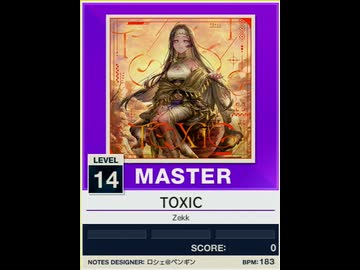 TOXIC
LEVEL
14
MASTER
TOXIC
Zekk
SCORE: 0
NOTES DESIGNER: ロシェ@ペンギン BPM: 183